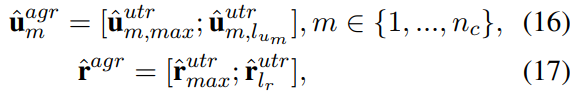 û_m^{agr} = [û_{m,max}^{utr}; û_{m,l_{u_m}}^{utr}], m ∈ {1, ..., n_c}, (16)
r̂^{agr} = [r̂_{max}^{utr}; r̂_{l_r}^{utr}], (17)